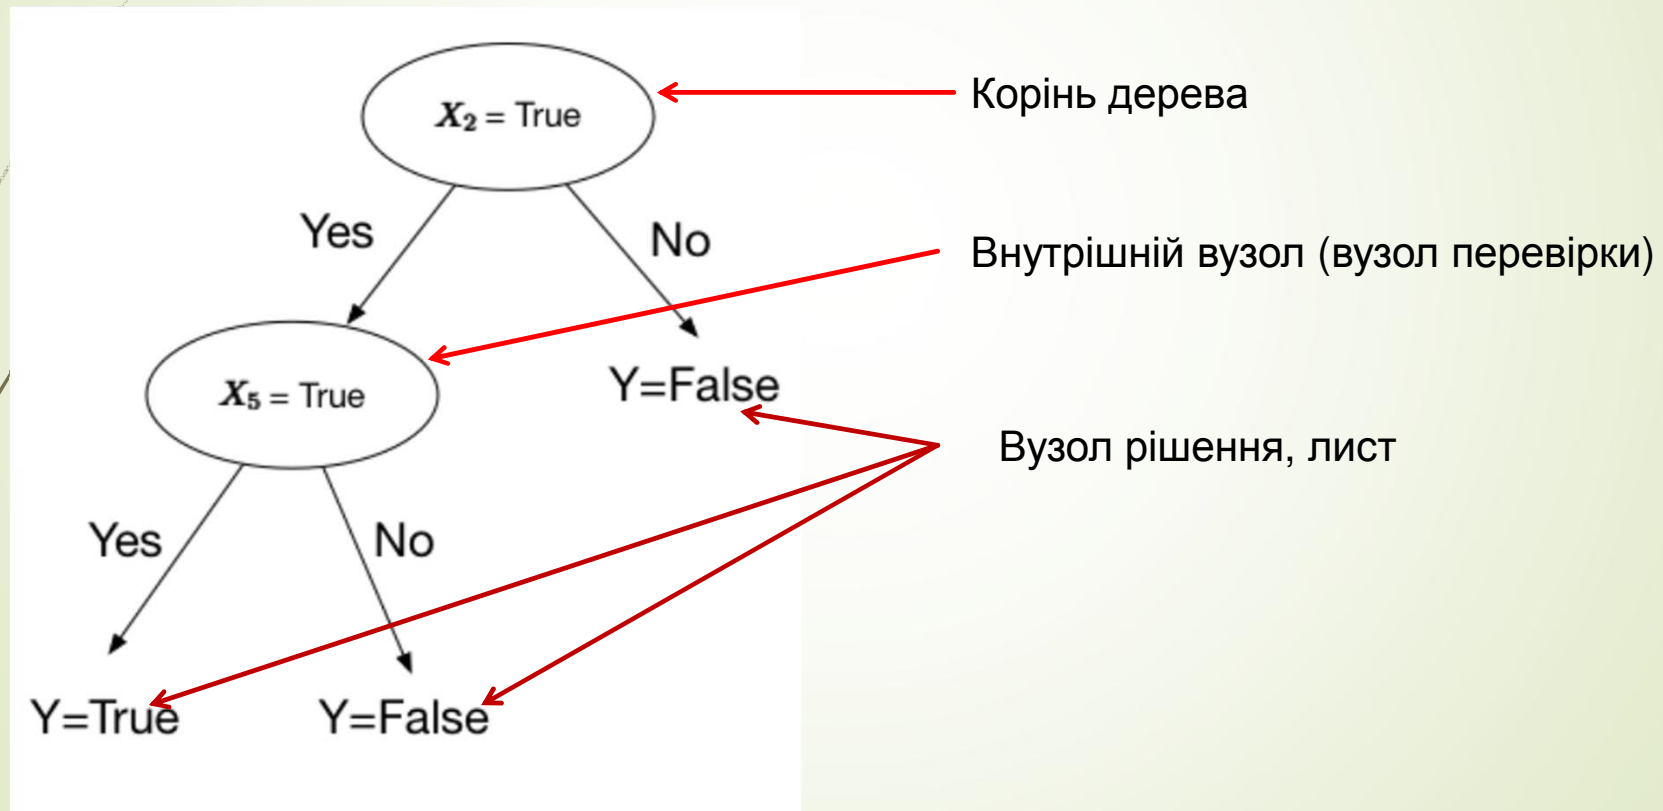 X₂ = True
Корінь дерева
Yes
No
Внутрішній вузол (вузол перевірки)
X₅ = True
Y=False
Вузол рішення, лист
Yes
No
Y=True
Y=False